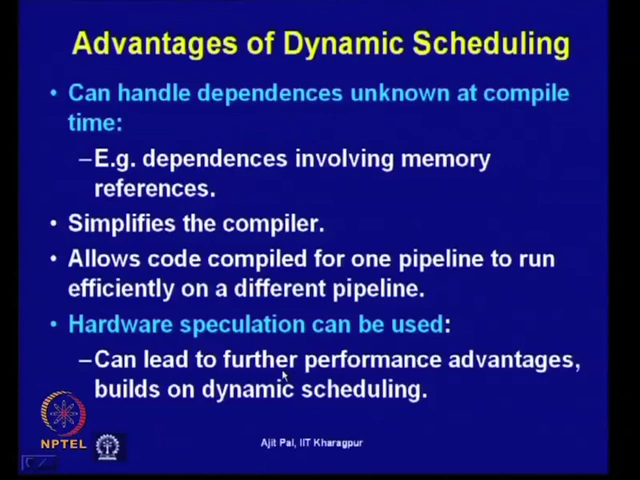 Advantages of Dynamic Scheduling
• Can handle dependences unknown at compile
time:
–E.g. dependences involving memory
references.
• Simplifies the compiler.
• Allows code compiled for one pipeline to run
efficiently on a different pipeline.
• Hardware speculation can be used:
–Can lead to further performance advantages,
builds on dynamic scheduling.
NPTEL
Ajit Pal, IIT Kharagpur